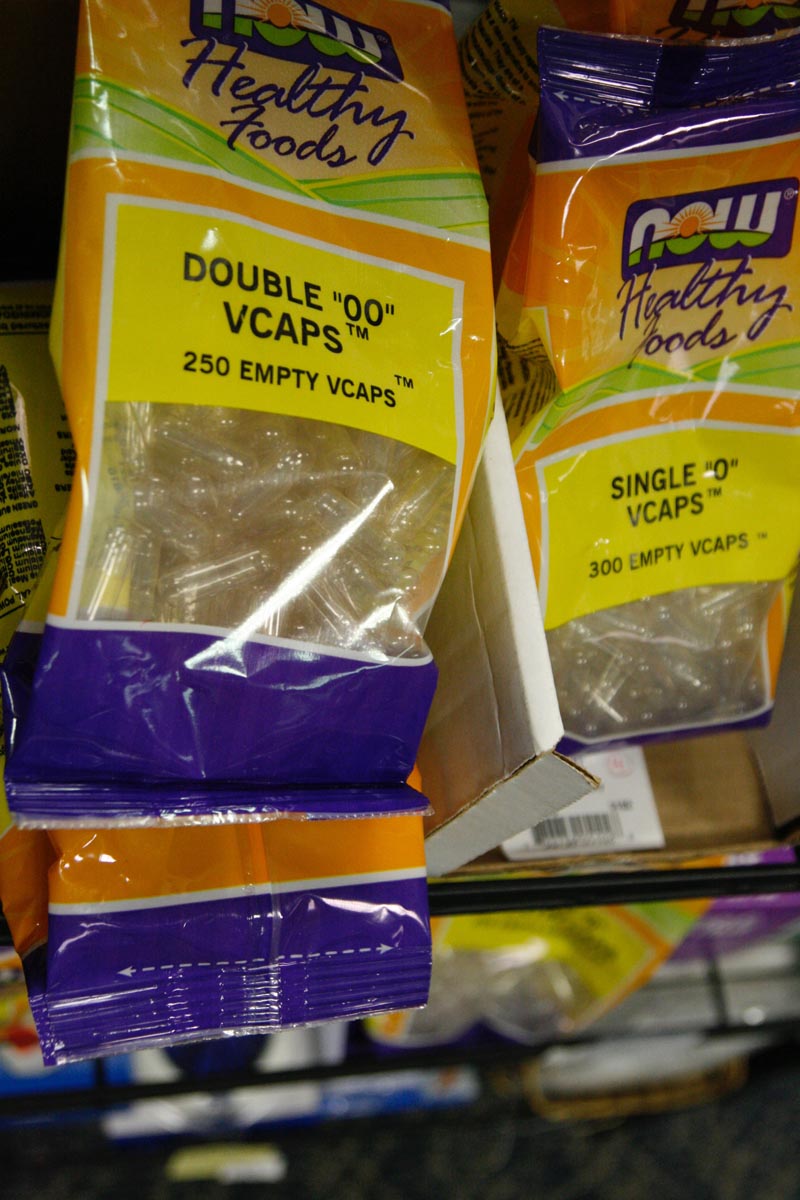 NOW
Healthy
Foods
DOUBLE "00"
VCAPS™
250 EMPTY VCAPS™
NOW®
Healthy
Foods
SINGLE "0"
VCAPS™
300 EMPTY VCAPS™